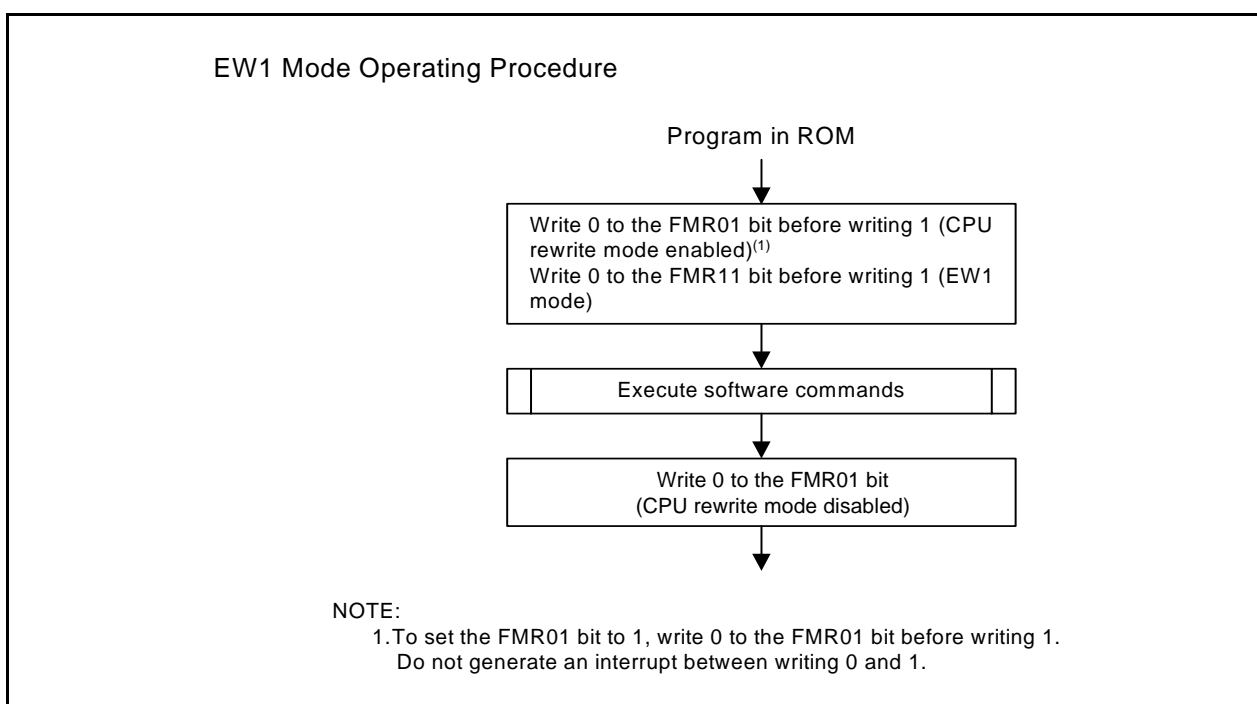 EW1 Mode Operating Procedure
Program in ROM
Write 0 to the FMR01 bit before writing 1 (CPU
rewrite mode enabled)(1)
Write 0 to the FMR11 bit before writing 1 (EW1
mode)
Execute software commands
Write 0 to the FMR01 bit
(CPU rewrite mode disabled)
NOTE:
1.To set the FMR01 bit to 1, write 0 to the FMR01 bit before writing 1.
Do not generate an interrupt between writing 0 and 1.